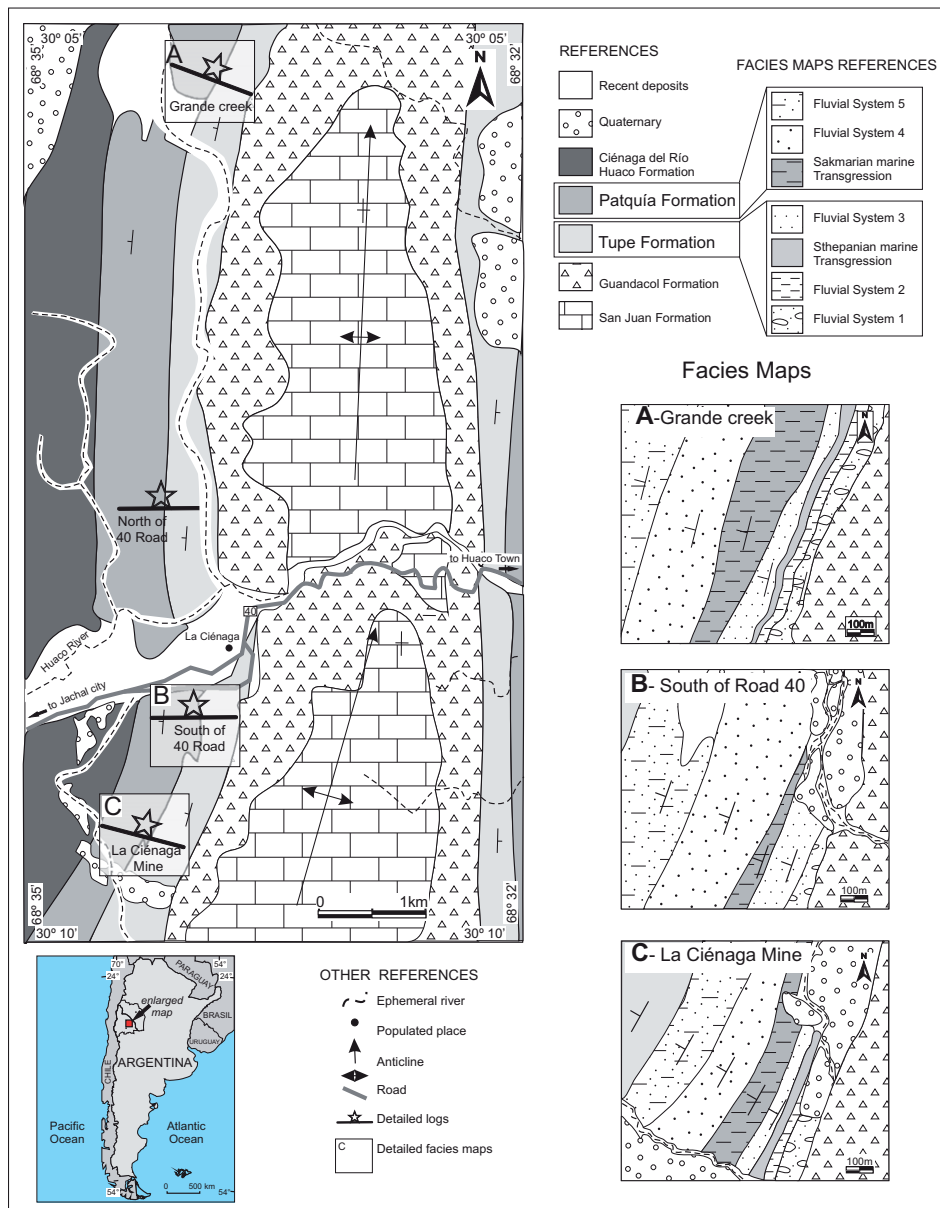 30º 05'
68º 35'
A
Grande creek
N
30º 05'
68º 32'
North of
40 Road
to Huaco Town
40
La Ciénaga
Huaco River
to Jachal city
B
South of
40 Road
C
La Ciénaga
Mine
0 1km
68º 35'
30º 10'
68º 32'
30º 10'
REFERENCES
Recent deposits
Quaternary
Ciénaga del Río
Huaco Formation
Patquía Formation
Tupe Formation
Guandacol Formation
San Juan Formation
FACIES MAPS REFERENCES
Fluvial System 5
Fluvial System 4
Sakmarian marine
Transgression
Fluvial System 3
Sthepanian marine
Transgression
Fluvial System 2
Fluvial System 1
Facies Maps
A-Grande creek
N
100m
B- South of Road 40
N
100m
C- La Ciénaga Mine
N
100m
70°
24°
54°
24°
PARAGUAY
enlarged
map
BRASIL
URUGUAY
ARGENTINA
CHILE
Pacific
Ocean
Atlantic
Ocean
0 500 km
54°
54°
OTHER REFERENCES
Ephemeral river
Populated place
Anticline
Road
Detailed logs
C
Detailed facies maps